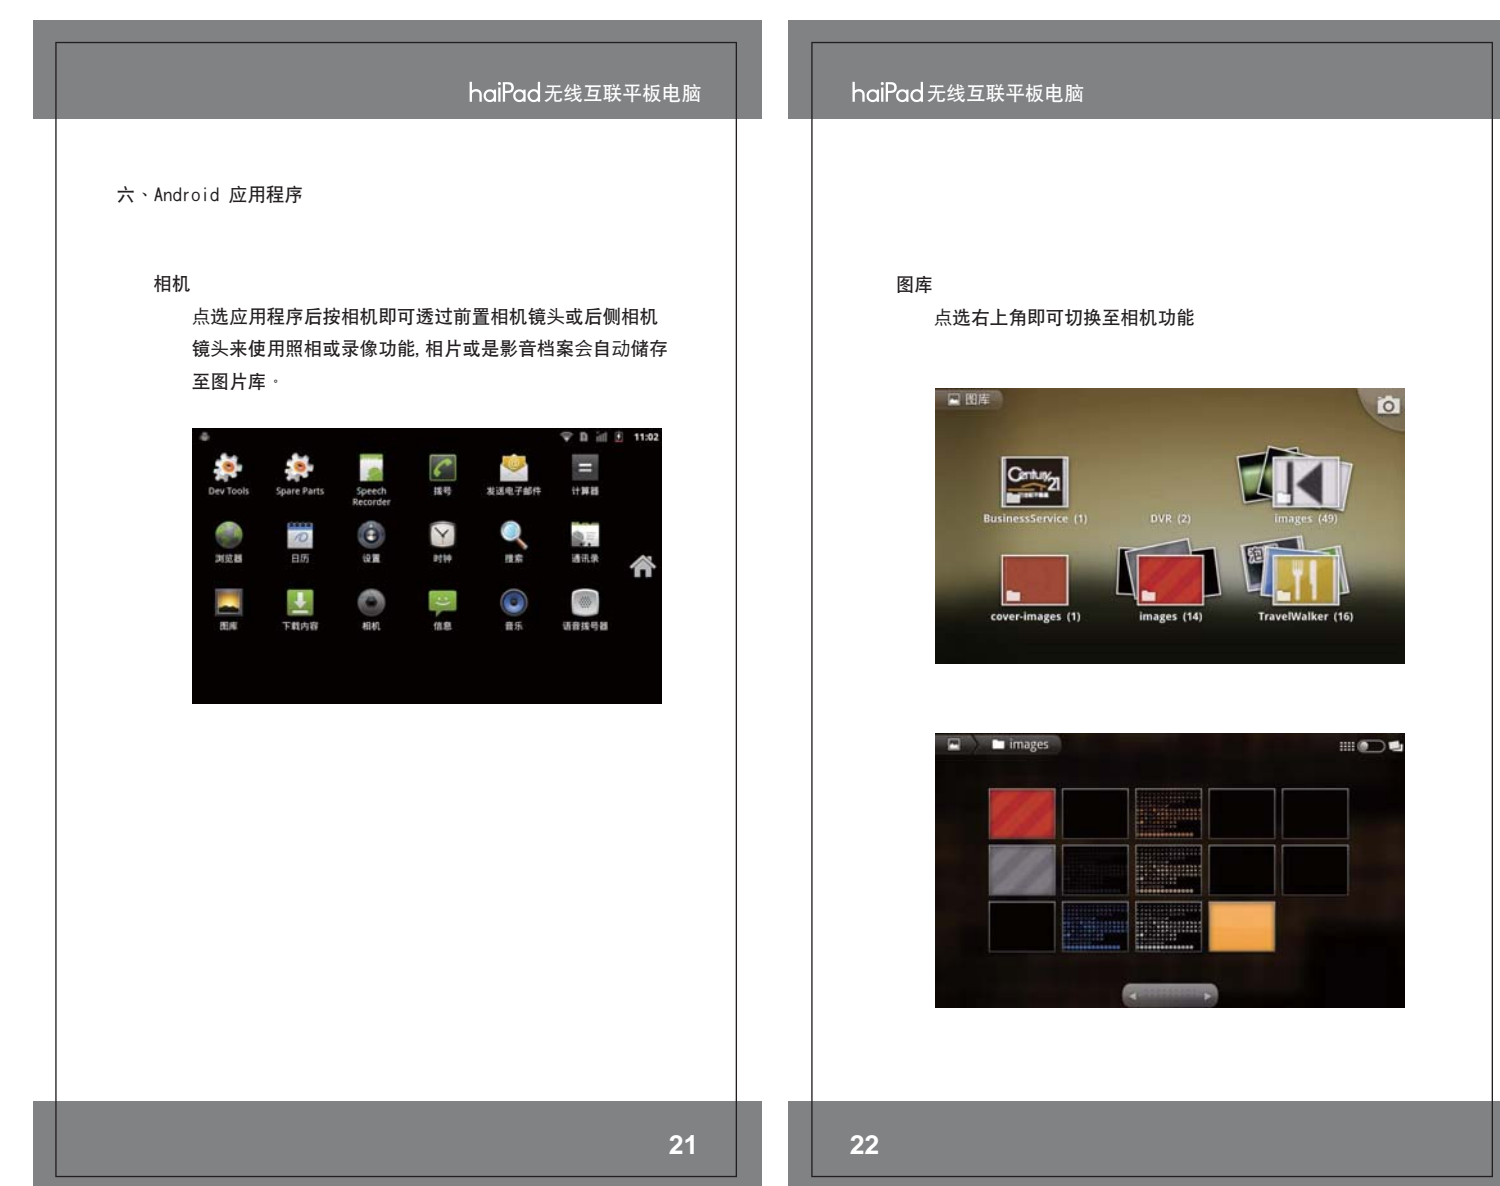 haiPad无线互联平板电脑
六、Android 应用程序
相机
点选应用程序后按相机即可透过前置相机镜头或后侧相机
镜头来使用照相或录像功能,相片或是影音档案会自动储存
至图片库。
11:02
Dev Tools Spare Parts Speech Recorder 拨号 发送电子邮件 计算器
浏览器 日历 设置 时钟 搜索 通讯录
图库 下载内容 相机 信息 音乐 语音拨号器
21
haiPad无线互联平板电脑
图库
点选右上角即可切换至相机功能
图库
Century 21
BusinessService (1) DVR (2) images (49)
泡
cover-images (1) images (14) TravelWalker (16)
images
22